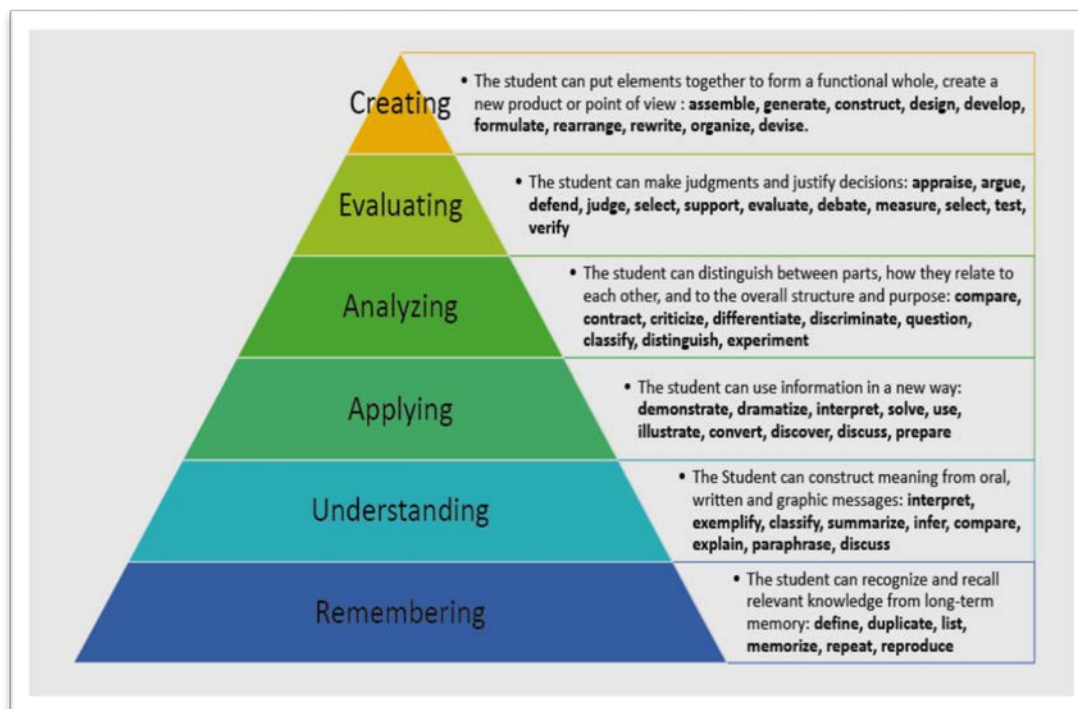 Creating
• The student can put elements together to form a functional whole, create a
new product or point of view : assemble, generate, construct, design, develop,
formulate, rearrange, rewrite, organize, devise.
Evaluating
• The student can make judgments and justify decisions: appraise, argue,
defend, judge, select, support, evaluate, debate, measure, select, test,
verify
Analyzing
• The student can distinguish between parts, how they relate to
each other, and to the overall structure and purpose: compare,
contract, criticize, differentiate, discriminate, question,
classify, distinguish, experiment
Applying
• The student can use information in a new way:
demonstrate, dramatize, interpret, solve, use,
illustrate, convert, discover, discuss, prepare
Understanding
• The Student can construct meaning from oral,
written and graphic messages: interpret,
exemplify, classify, summarize, infer, compare,
explain, paraphrase, discuss
Remembering
• The student can recognize and recall
relevant knowledge from long-term
memory: define, duplicate, list,
memorize, repeat, reproduce